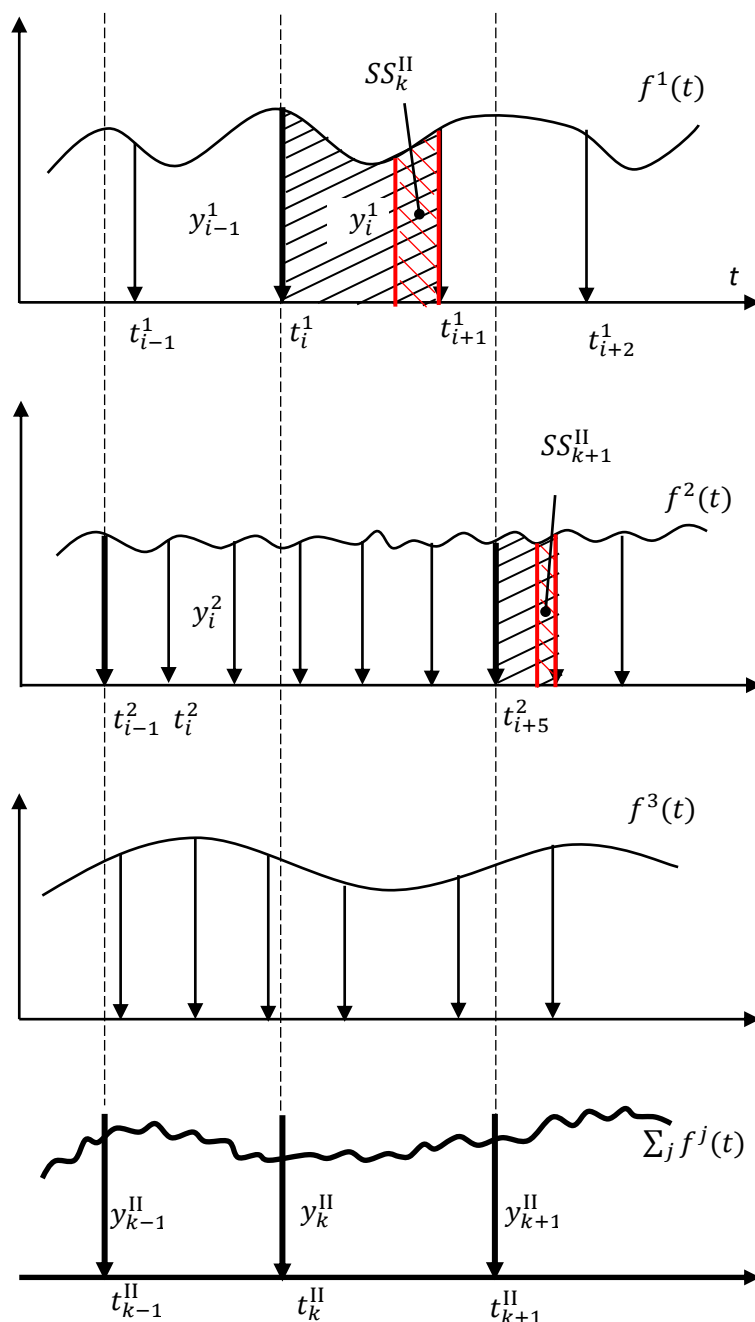 SS_k^II
f^1(t)
y_{i-1}^1 y_i^1
t
t_{i-1}^1 t_i^1 t_{i+1}^1 t_{i+2}^1
SS_{k+1}^II
f^2(t)
y_i^2
t_{i-1}^2 t_i^2 t_{i+5}^2
f^3(t)
∑_j f^j(t)
y_{k-1}^II y_k^II y_{k+1}^II
t_{k-1}^II t_k^II t_{k+1}^II